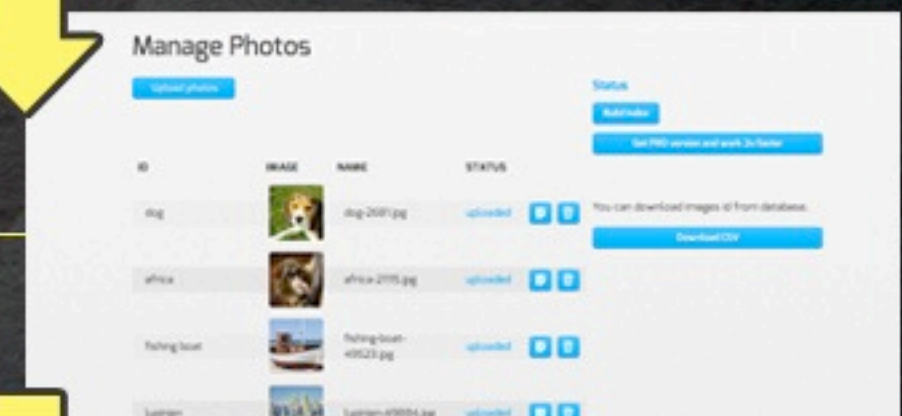 Manage Photos
Upload photos
Status
Build index
Get PRO version and work 2x faster
ID IMAGE NAME STATUS
dog dog-2681.jpg uploaded
You can download images id from database.
Download CSV
africa africa-2115.jpg uploaded
fishing boat fishing-boat-
49523.jpg uploaded
uploaded